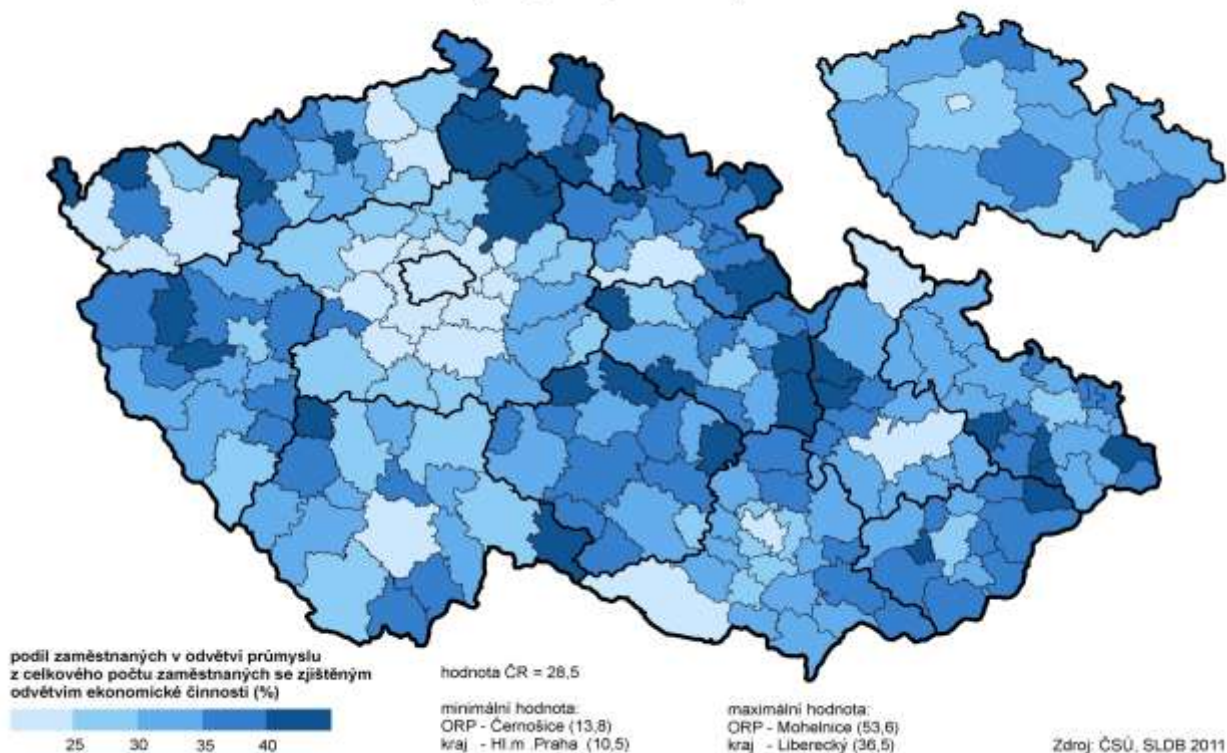 podíl zaměstnaných v odvětví průmyslu
z celkového počtu zaměstnaných se zjištěným
odvětvím ekonomické činnosti (%)
25 30 35 40
hodnota ČR = 28,5
minimální hodnota:
ORP - Černošice (13,8)
kraj - Hl.m .Praha (10,5)
maximální hodnota:
ORP - Mohelnice (53,6)
kraj - Liberecký (36,5)
Zdroj: ČSÚ, SLDB 2011